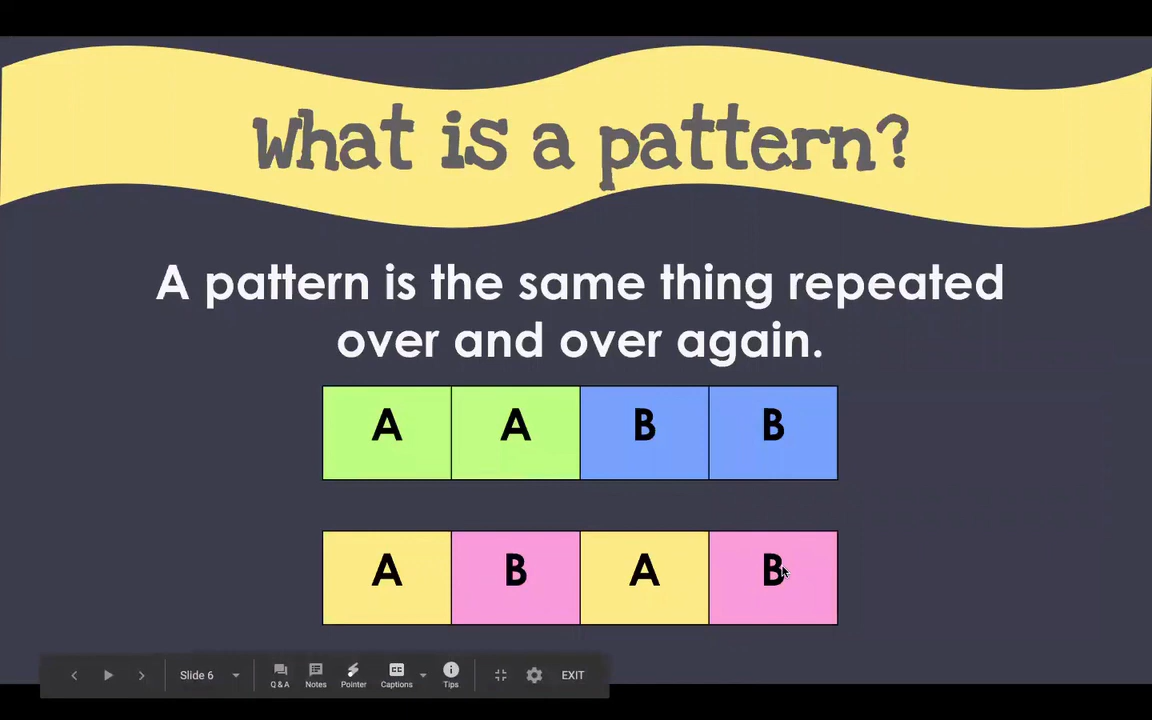 What is a pattern?
A pattern is the same thing repeated
over and over again.
A A B B
A B A B
Slide 6 Q & A Notes Pointer CC Captions Tips EXIT